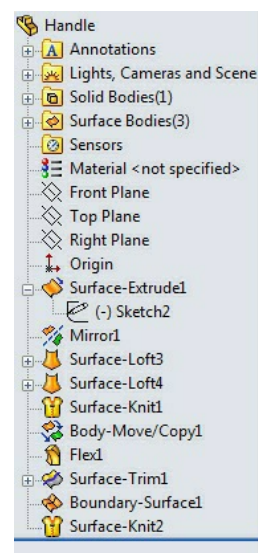 Handle
Annotations
Lights, Cameras and Scene
Solid Bodies(1)
Surface Bodies(3)
Sensors
Material <not specified>
Front Plane
Top Plane
Right Plane
Origin
Surface-Extrude1
(-) Sketch2
Mirror1
Surface-Loft3
Surface-Loft4
Surface-Knit1
Body-Move/Copy1
Flex1
Surface-Trim1
Boundary-Surface1
Surface-Knit2